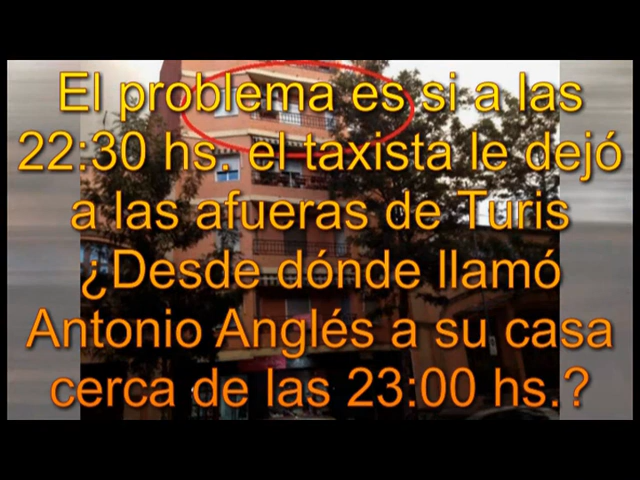 El problema es si a las
22:30 hs. el taxista le dejó
a las afueras de Turis
¿Desde dónde llamó
Antonio Anglés a su casa
cerca de las 23:00 hs.?